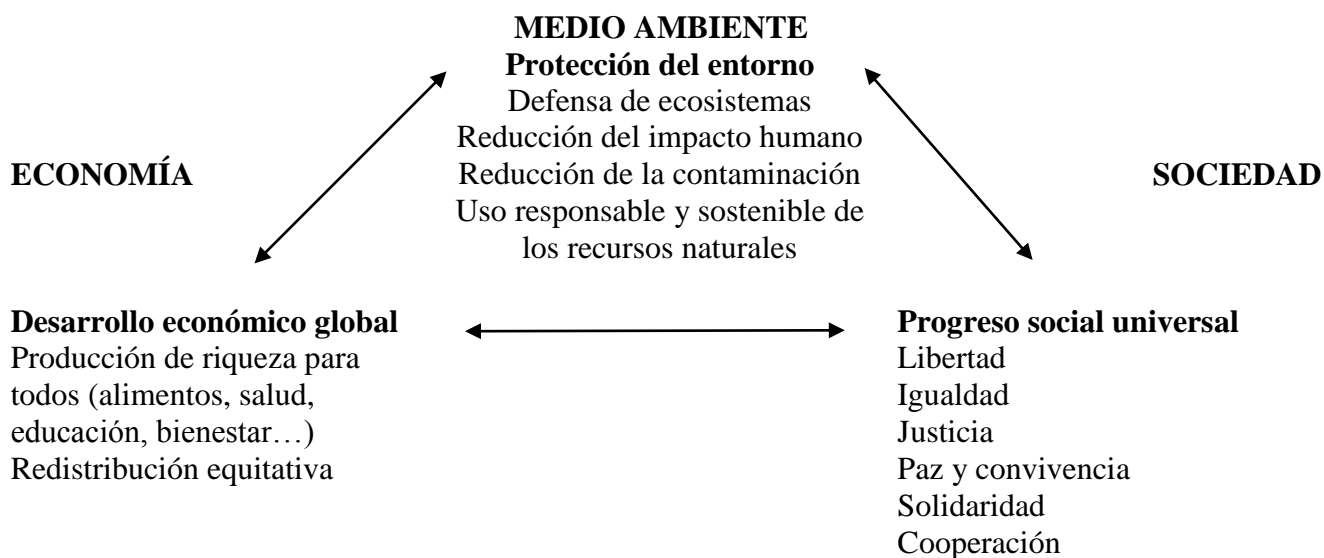 MEDIO AMBIENTE
Protección del entorno
Defensa de ecosistemas
Reducción del impacto humano
Reducción de la contaminación
Uso responsable y sostenible de
los recursos naturales
ECONOMÍA
SOCIEDAD
Desarrollo económico global
Producción de riqueza para
todos (alimentos, salud,
educación, bienestar…)
Redistribución equitativa
Progreso social universal
Libertad
Igualdad
Justicia
Paz y convivencia
Solidaridad
Cooperación